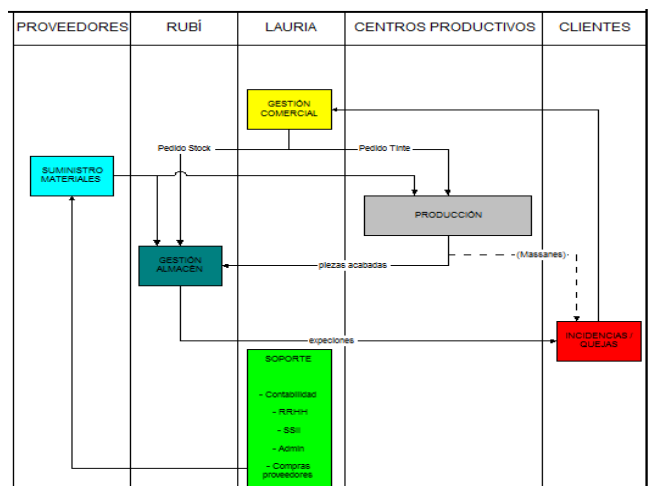 PROVEEDORES
RUBÍ
LAURIA
CENTROS PRODUCTIVOS
CLIENTES
GESTIÓN
COMERCIAL
Pedido Stock
Pedido Tinte
SUMINISTRO
MATERIALES
PRODUCCIÓN
GESTIÓN
ALMACÉN
piezas acabadas
(Massanes)
expeciones
INCIDENCIAS /
QUEJAS
SOPORTE
- Contabilidad
- RRHH
- SSII
- Admin
- Compras
proveedores